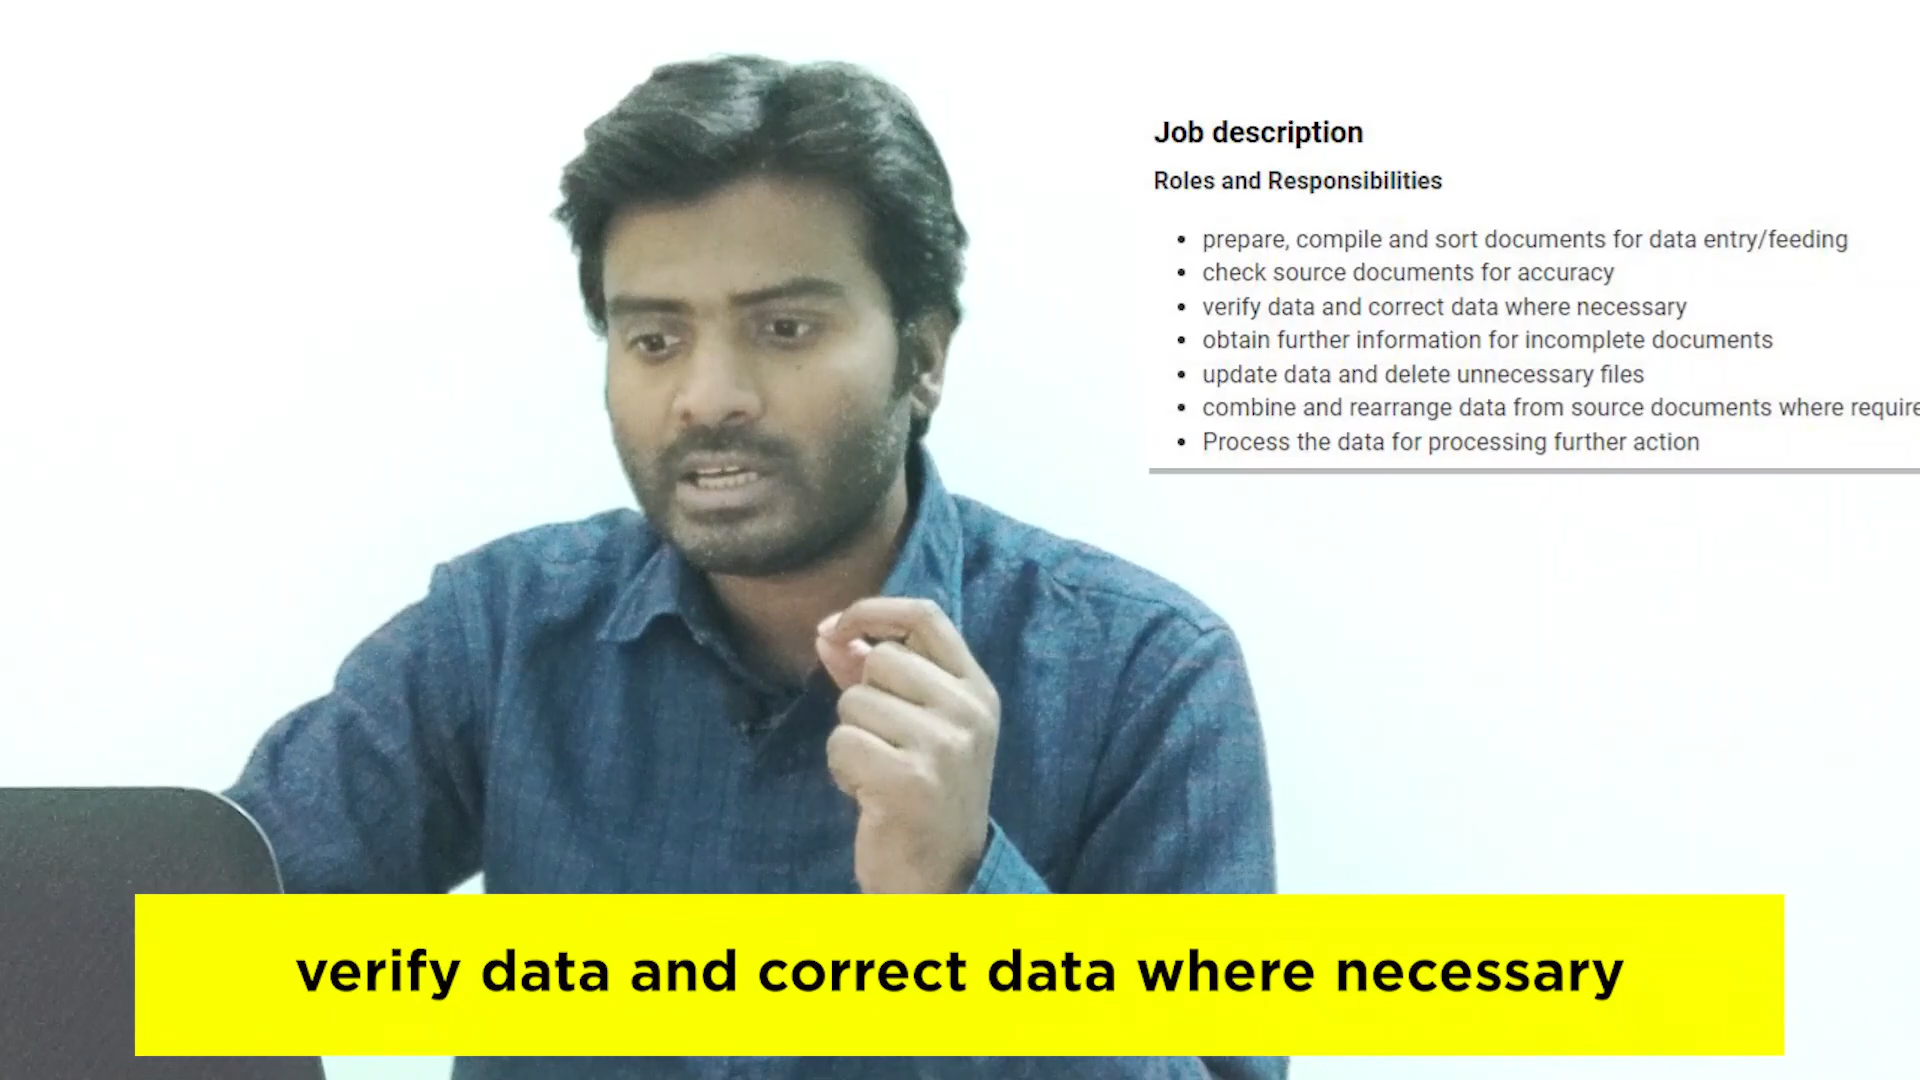 Job description
Roles and Responsibilities
• prepare, compile and sort documents for data entry/feeding
• check source documents for accuracy
• verify data and correct data where necessary
• obtain further information for incomplete documents
• update data and delete unnecessary files
• combine and rearrange data from source documents where require
• Process the data for processing further action
verify data and correct data where necessary